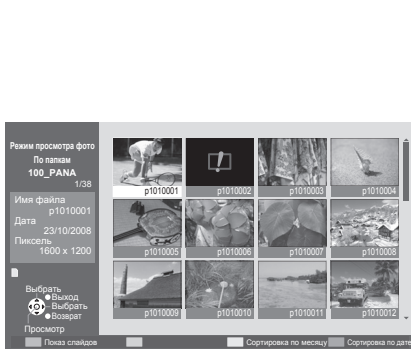 Режим просмотра фото
По папкам
100_PANA
1/38
Имя файла
p1010001
Дата
23/10/2008
Пиксель
1600 x 1200
Выбрать
Выход
Выбрать
Возврат
Просмотр
p1010001 p1010002 p1010003 p1010004
p1010005 p1010006 p1010007 p1010008
p1010009 p1010010 p1010011 p1010012
Показ слайдов Сортировка по месяцу Сортировка по дате